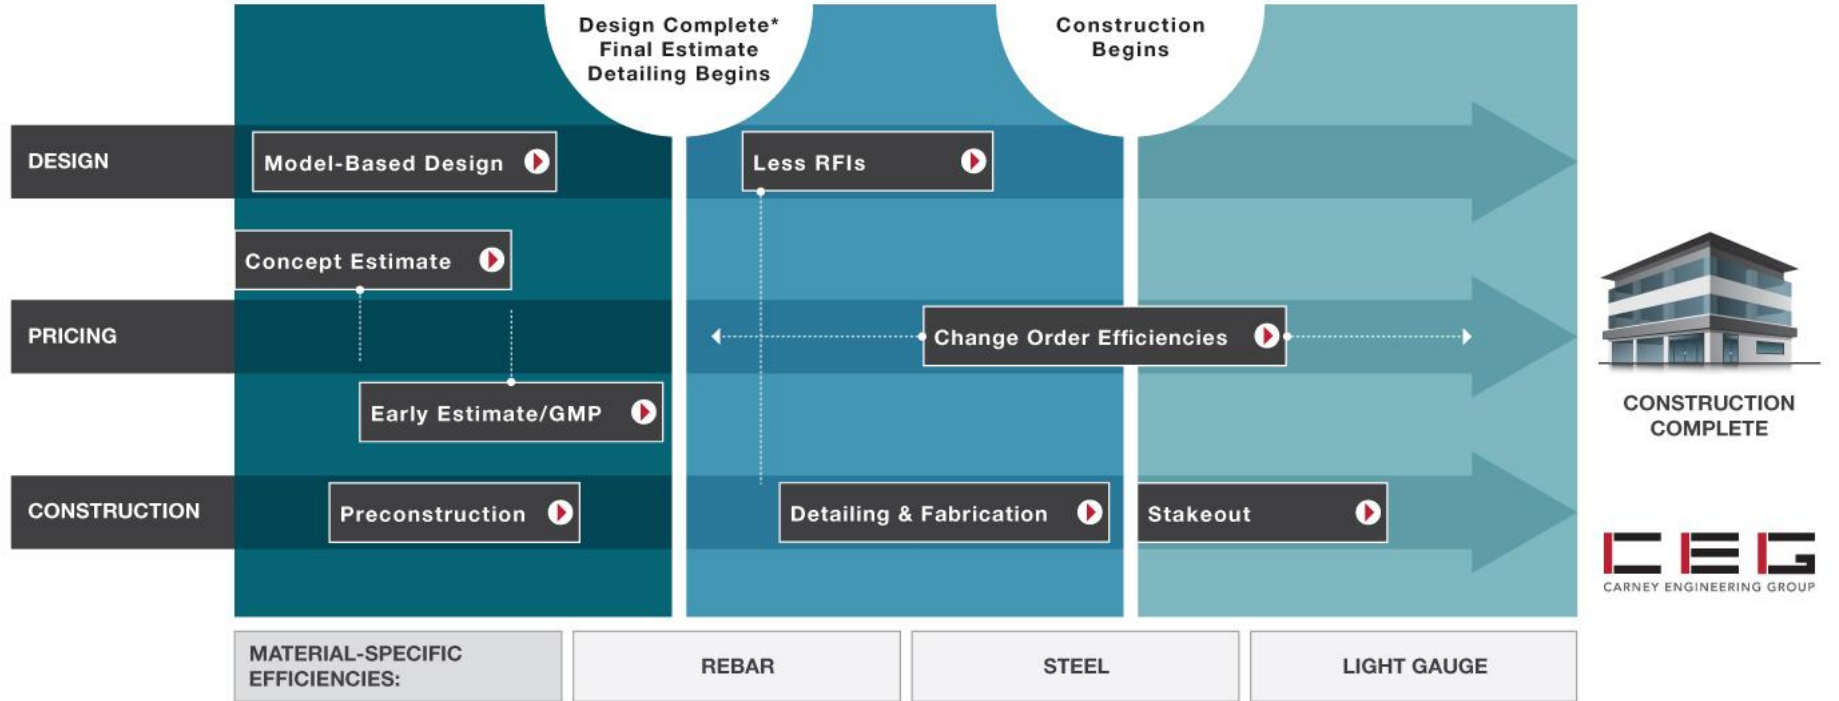 Design Complete*
Final Estimate
Detailing Begins
Construction
Begins
DESIGN
Model-Based Design
Less RFIs
Concept Estimate
PRICING
Change Order Efficiencies
Early Estimate/GMP
CONSTRUCTION
COMPLETE
CONSTRUCTION
Preconstruction
Detailing & Fabrication
Stakeout
CEG
CARNEY ENGINEERING GROUP
MATERIAL-SPECIFIC
EFFICIENCIES:
REBAR
STEEL
LIGHT GAUGE